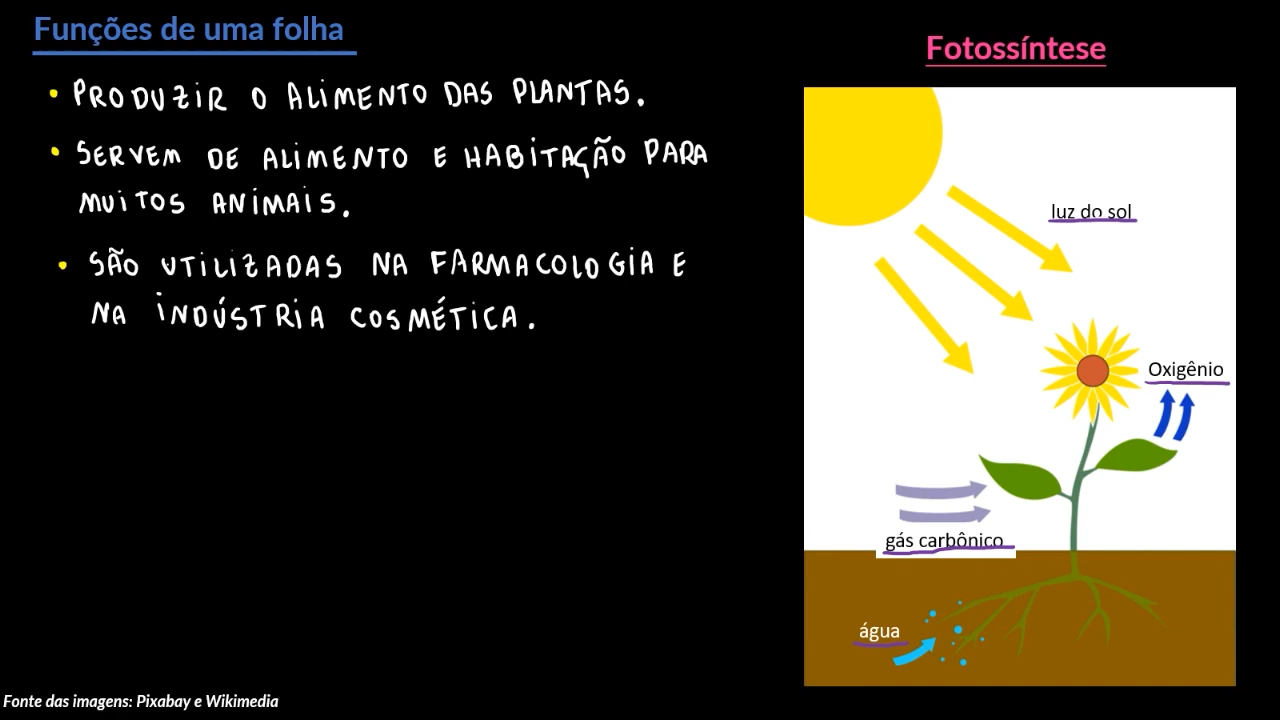 Funções de uma folha
• PRODUZIR O ALIMENTO DAS PLANTAS.
• SERVEM DE ALIMENTO E HABITAÇÃO PARA
MUITOS ANIMAIS.
• SÃO UTILIZADAS NA FARMACOLOGIA E
NA INDÚSTRIA COSMÉTICA.
Fotossíntese
luz do sol
Oxigênio
gás carbônico
água
Fonte das imagens: Pixabay e Wikimedia